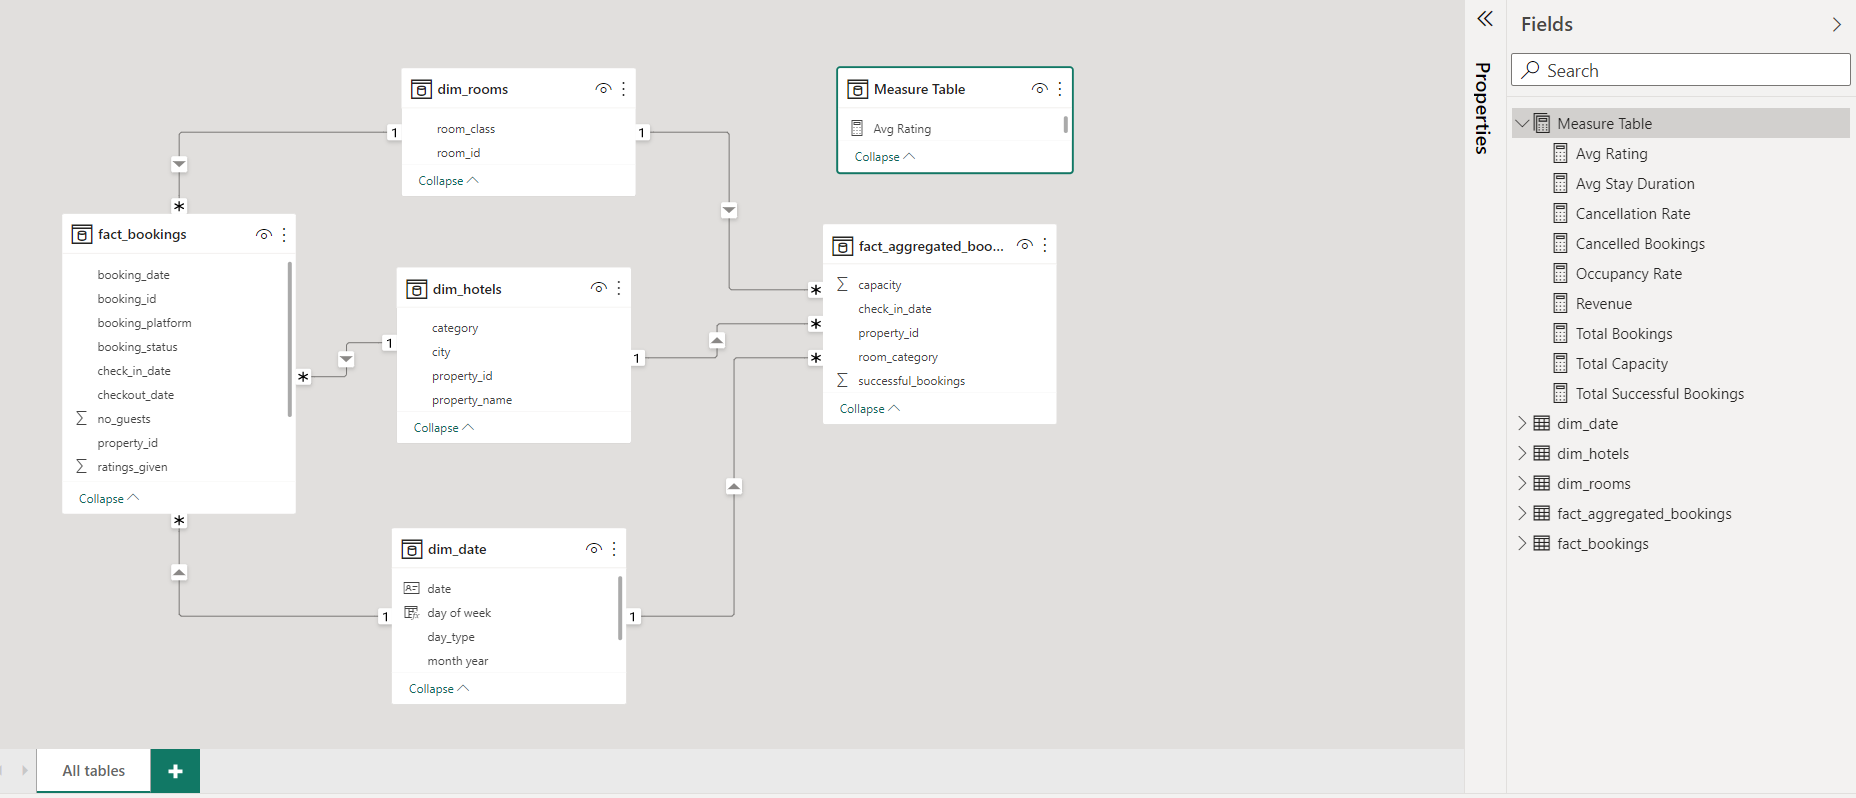 dim_rooms
room_class
room_id
Collapse
1
1
Measure Table
Avg Rating
Collapse
*
fact_bookings
booking_date
booking_id
booking_platform
booking_status
check_in_date
checkout_date
no_guests
property_id
ratings_given
Collapse
*
*
dim_hotels
category
city
property_id
property_name
Collapse
1
1
fact_aggregated_boo...
capacity
check_in_date
property_id
room_category
successful_bookings
Collapse
*
*
*
dim_date
date
day of week
day_type
month year
Collapse
1
1
All tables
+
Properties
Fields
Search
Measure Table
Avg Rating
Avg Stay Duration
Cancellation Rate
Cancelled Bookings
Occupancy Rate
Revenue
Total Bookings
Total Capacity
Total Successful Bookings
dim_date
dim_hotels
dim_rooms
fact_aggregated_bookings
fact_bookings